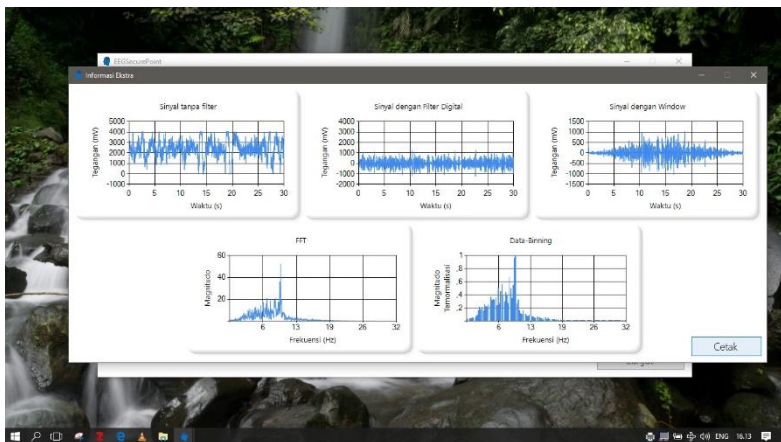 EEGSecurePoint
Informasi Ekstra
Sinyal tanpa filter
Tegangan (mV)
5000
4000
3000
2000
1000
0
-1000
0 5 10 15 20 25 30
Waktu (s)
Sinyal dengan Filter Digital
Tegangan (mV)
4000
3000
2000
1000
0
-1000
-2000
0 5 10 15 20 25 30
Waktu (s)
Sinyal dengan Window
Tegangan (mV)
1500
1000
500
0
-500
-1000
-1500
0 5 10 15 20 25 30
Waktu (s)
FFT
Magnitudo
60
40
20
6 13 19 26 32
Frekuensi (Hz)
Data-Binning
Magnitudo
Ternormalisasi
1
.8
.6
.4
.2
6 13 19 26 32
Frekuensi (Hz)
Cetak
ENG 16.13